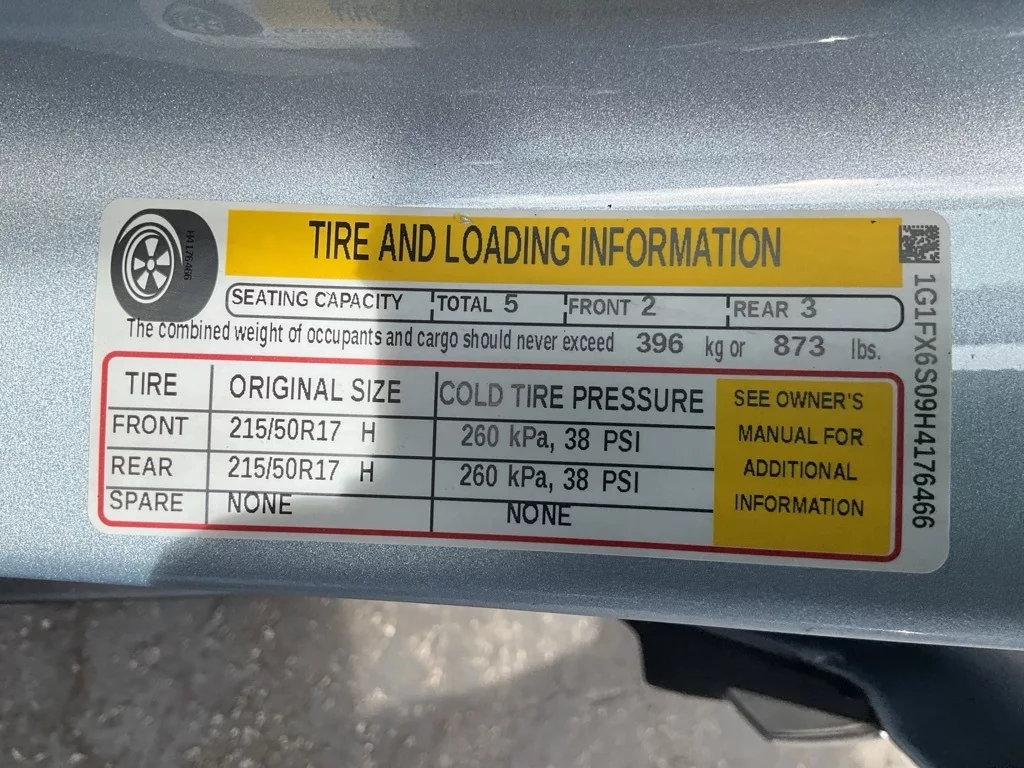 TIRE AND LOADING INFORMATION
SEATING CAPACITY TOTAL 5 FRONT 2 REAR 3
The combined weight of occupants and cargo should never exceed 396 kg or 873 lbs.
TIRE ORIGINAL SIZE COLD TIRE PRESSURE
FRONT 215/50R17 H 260 kPa, 38 PSI
REAR 215/50R17 H 260 kPa, 38 PSI
SPARE NONE NONE
SEE OWNER'S
MANUAL FOR
ADDITIONAL
INFORMATION
1G1FX6S09H4176466
H4176466